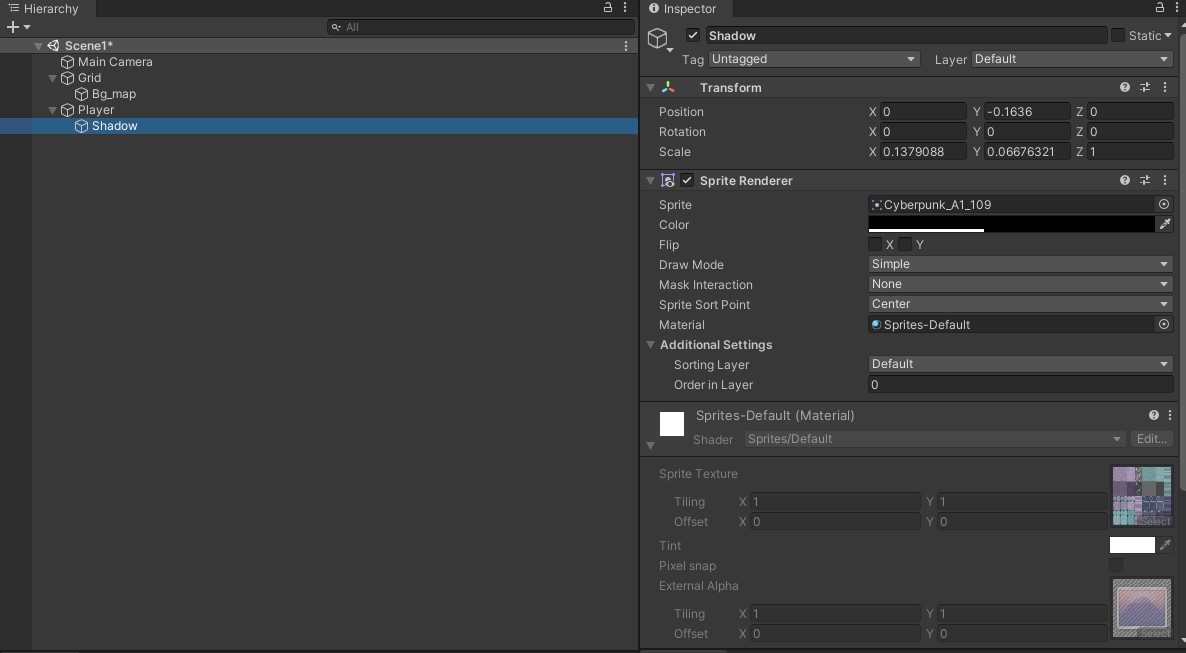 Hierarchy
All
Scene1*
Main Camera
Grid
Bg_map
Player
Shadow
Inspector
Shadow Static
Tag Untagged Layer Default
Transform
Position X 0 Y -0.1636 Z 0
Rotation X 0 Y 0 Z 0
Scale X 0.1379088 Y 0.06676321 Z 1
Sprite Renderer
Sprite Cyberpunk_A1_109
Color
Flip X Y
Draw Mode Simple
Mask Interaction None
Sprite Sort Point Center
Material Sprites-Default
Additional Settings
Sorting Layer Default
Order in Layer 0
Sprites-Default (Material)
Shader Sprites/Default Edit...
Sprite Texture
Tiling X 1 Y 1
Offset X 0 Y 0
Select
Tint
Pixel snap
External Alpha
Tiling X 1 Y 1
Offset X 0 Y 0
Select